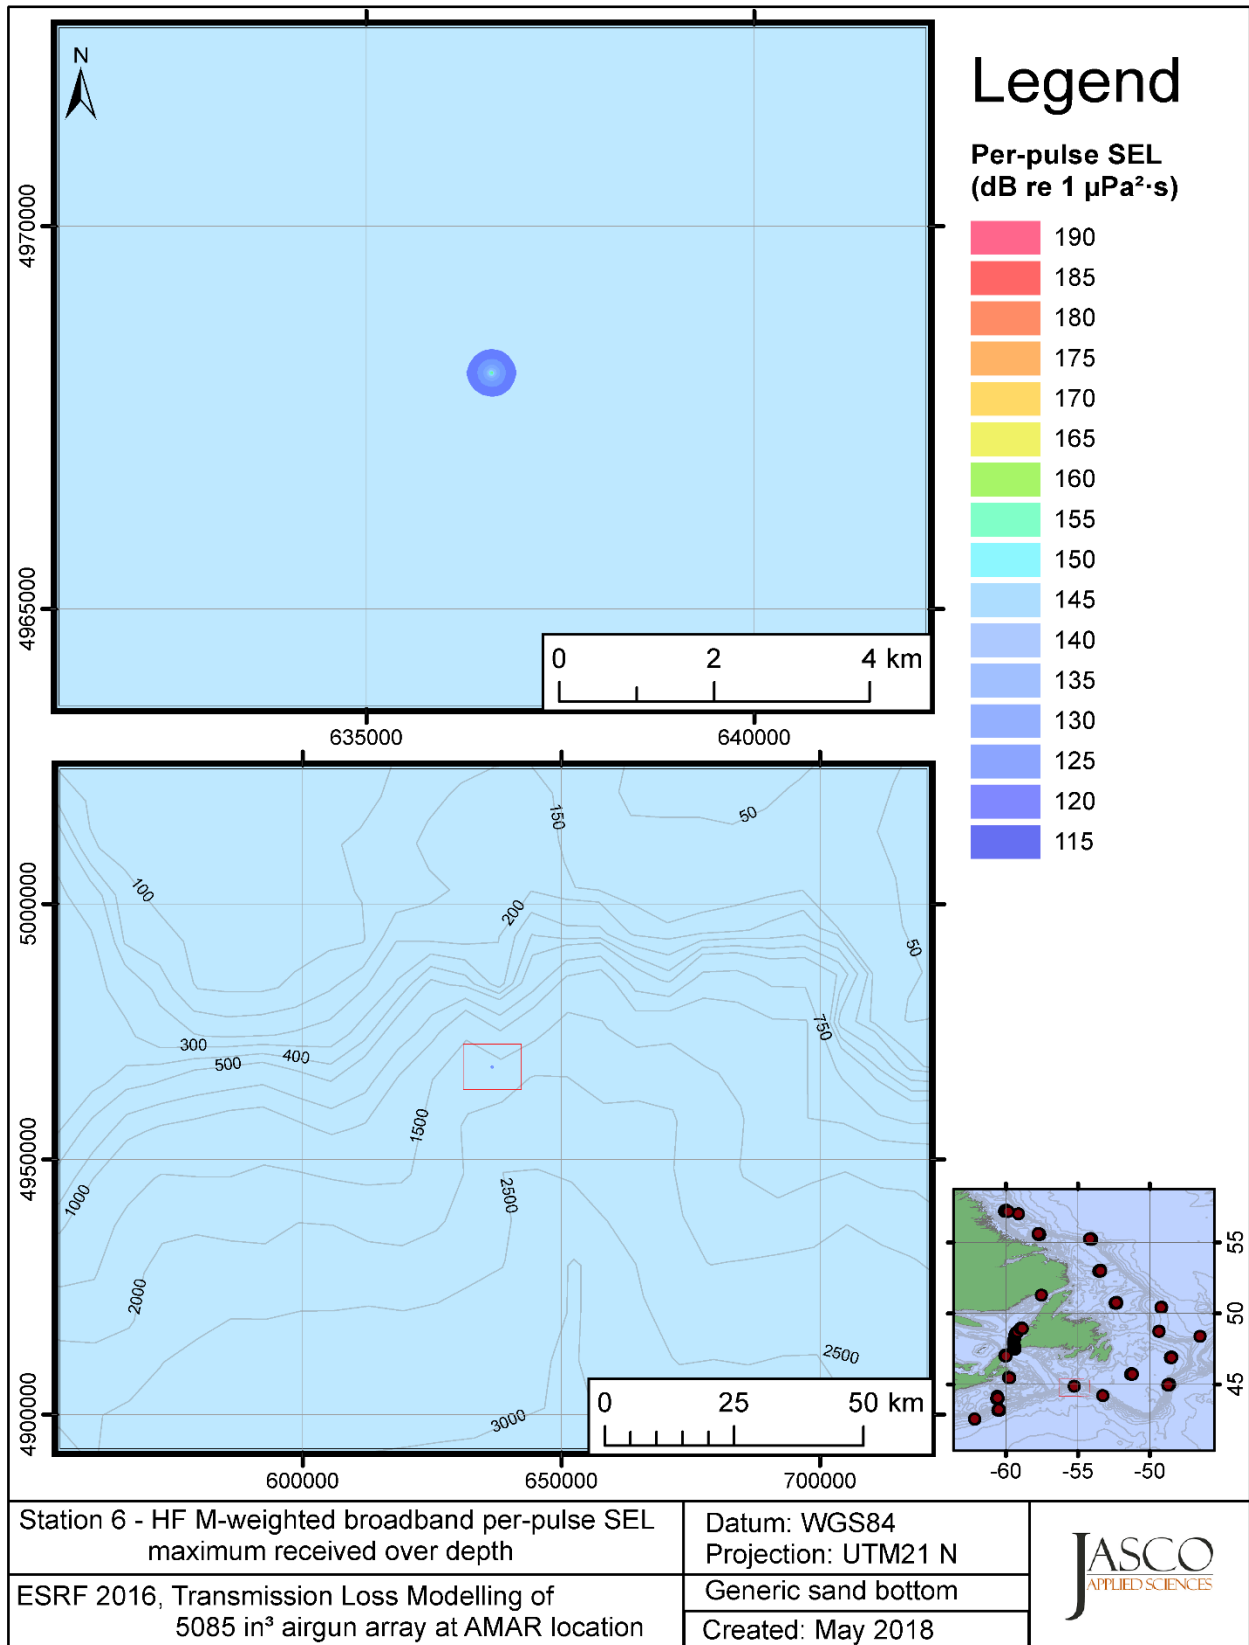 N
4970000
4965000
0 2 4 km
635000 640000
Legend
Per-pulse SEL
(dB re 1 µPa²·s)
190
185
180
175
170
165
160
155
150
145
140
135
130
125
120
115
5000000
4950000
4900000
50
150
100
200
50
300
400
500
750
1500
1000
2500
2000
2500
3000
0 25 50 km
600000 650000 700000
55
50
45
-60 -55 -50
Station 6 - HF M-weighted broadband per-pulse SEL
maximum received over depth
ESRF 2016, Transmission Loss Modelling of
5085 in³ airgun array at AMAR location
Datum: WGS84
Projection: UTM21 N
Generic sand bottom
Created: May 2018
JASCO
APPLIED SCIENCES